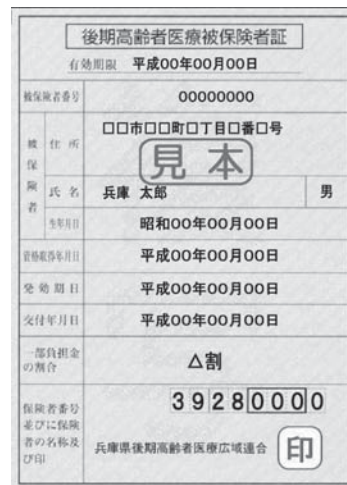 後期高齢者医療被保険者証
有効期限 平成00年00月00日
被保険者番号 00000000
被保険者
住所 □□市□□町□丁目□番□号
見本
氏名 兵庫 太郎 男
生年月日 昭和00年00月00日
資格取得年月日 平成00年00月00日
発効期日 平成00年00月00日
交付年月日 平成00年00月00日
一部負担金の割合 △割
保険者番号並びに保険者の名称及び印
39280000
兵庫県後期高齢者医療広域連合 印